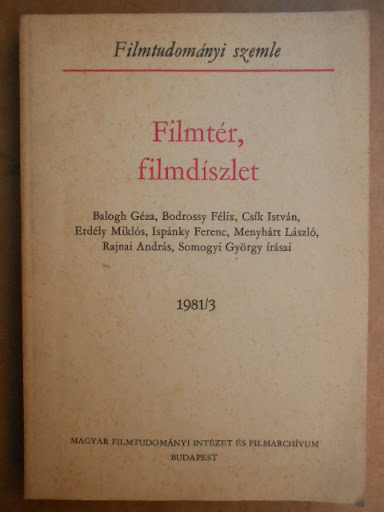 Filmtudományi szemle
Filmtér,
filmdíszlet
Balogh Géza, Bodrossy Félix, Csík István,
Erdély Miklós, Ispánky Ferenc, Menyhárt László,
Rajnai András, Somogyi György írásai
1981/3
MAGYAR FILMTUDOMÁNYI INTÉZET ÉS FILMARCHÍVUM
BUDAPEST